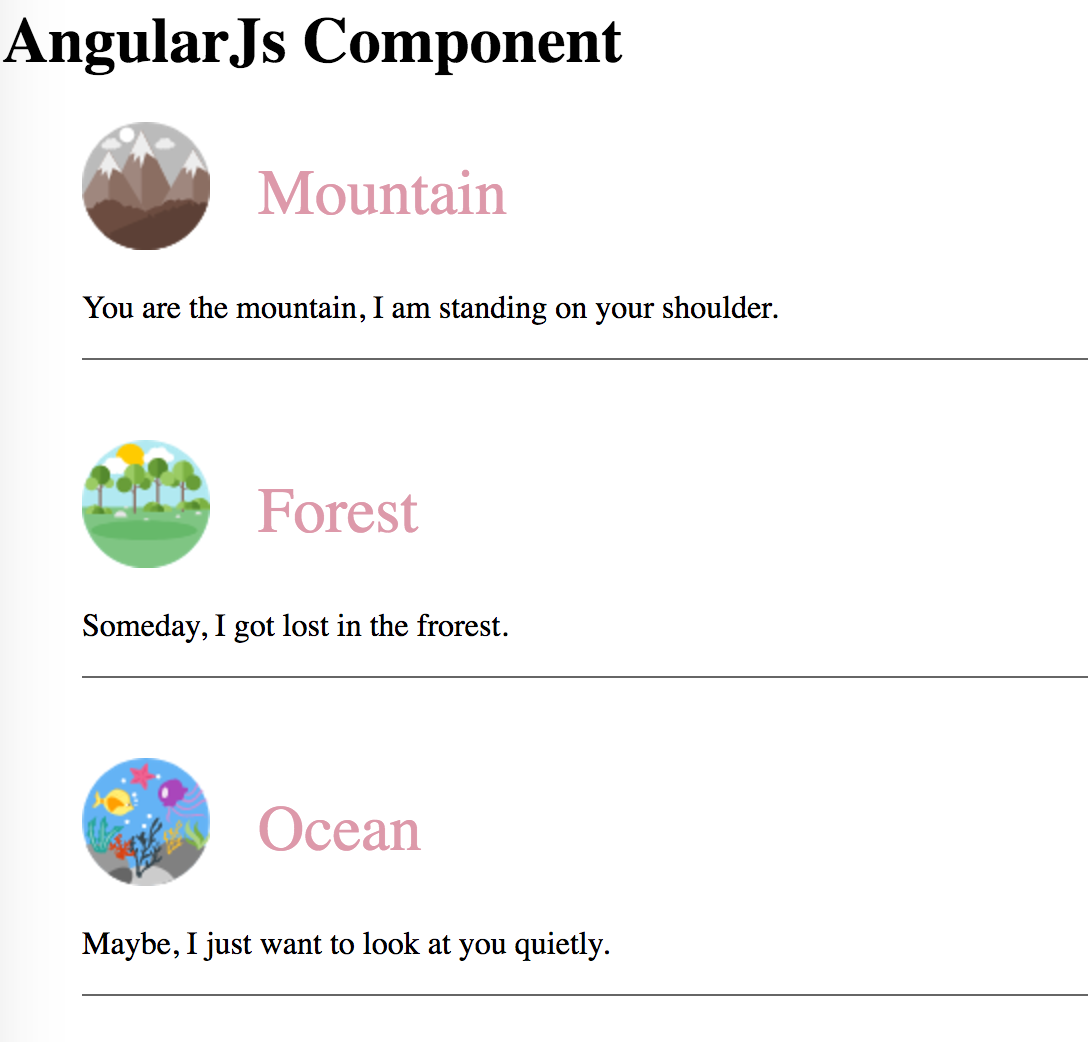 AngularJs Component
Mountain
You are the mountain, I am standing on your shoulder.
Forest
Someday, I got lost in the frorest.
Ocean
Maybe, I just want to look at you quietly.